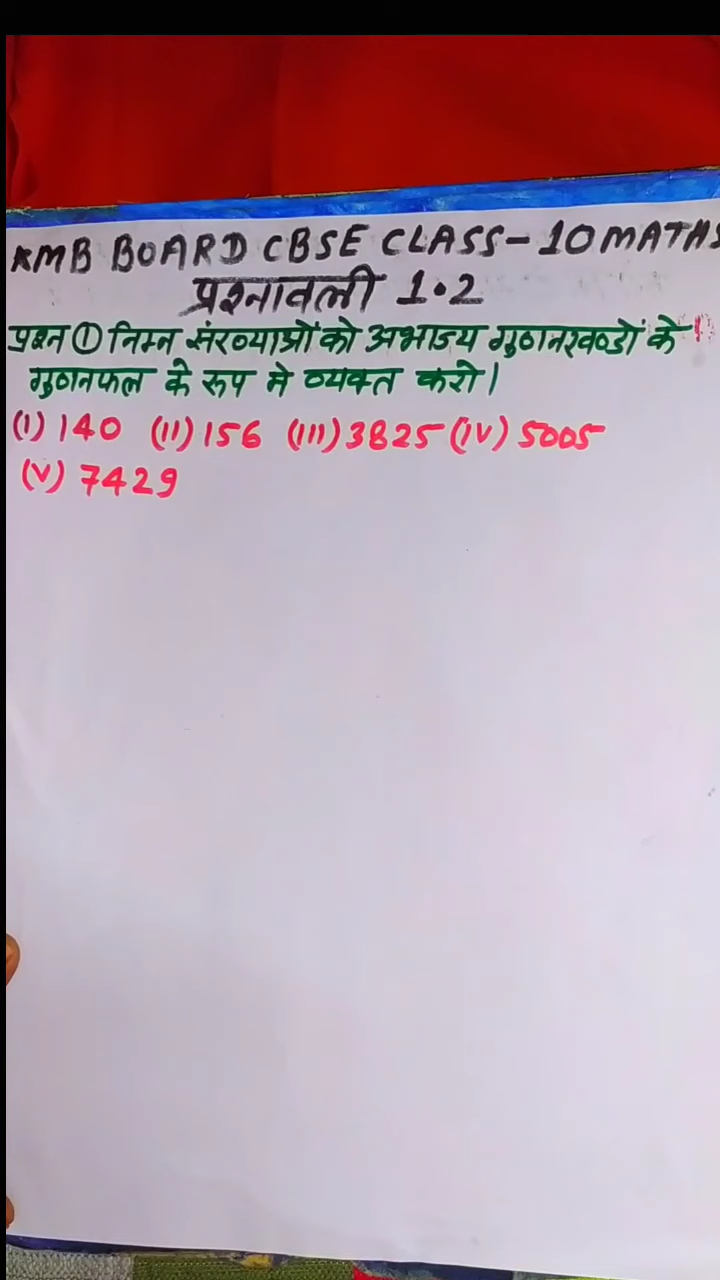 KMB BOARD CBSE CLASS-10 MATHS
प्रश्नावली 1.2
प्रश्न ① निम्न संख्याओं को अभाज्य गुणनखण्डों के
गुणनफल के रूप मे व्यक्त करो।
(I) 140 (II) 156 (III) 3825 (IV) 5005
(V) 7429